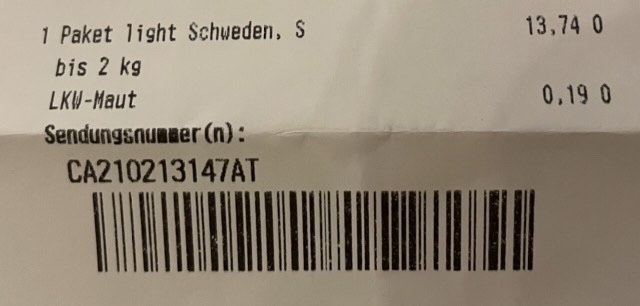 1 Paket light Schweden, S 13,74 0
bis 2 kg
LKW-Maut 0,19 0
Sendungsnummer(n):
CA210213147AT